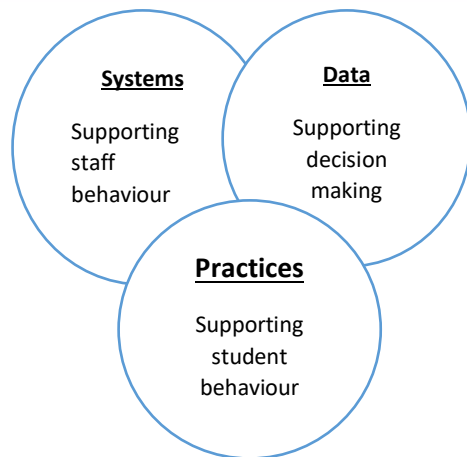 Systems
Supporting
staff
behaviour
Data
Supporting
decision
making
Practices
Supporting
student
behaviour